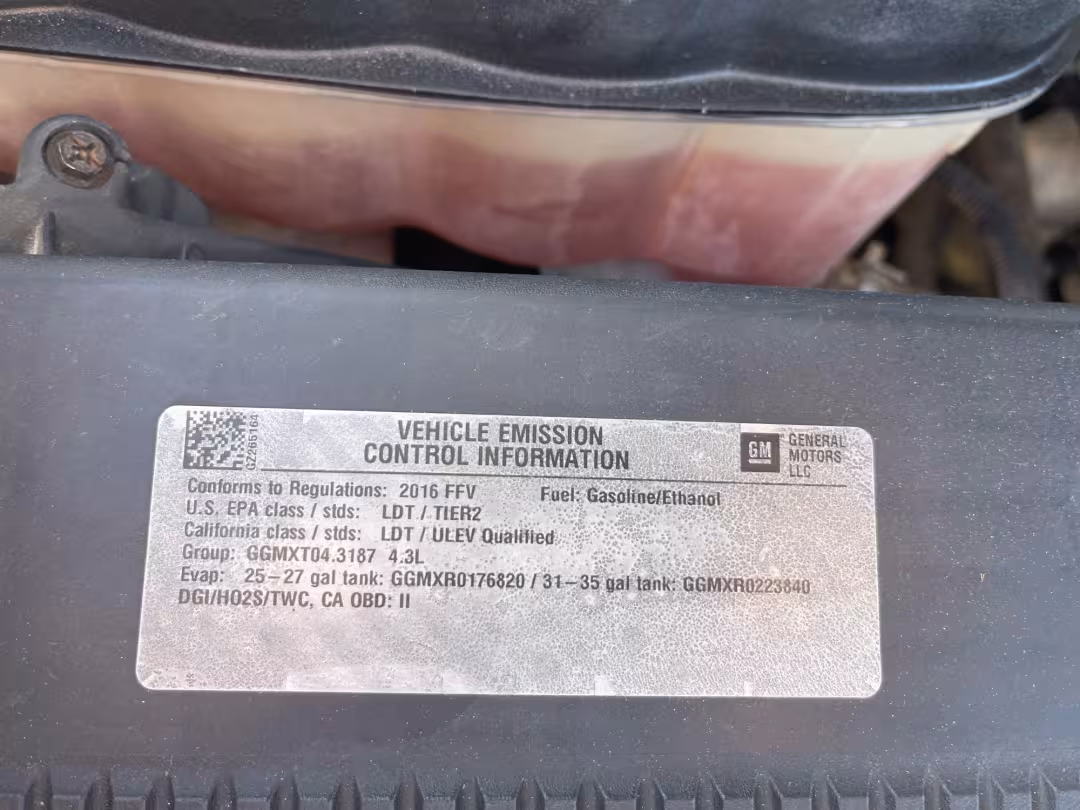 VEHICLE EMISSION
CONTROL INFORMATION
GM
GENERAL
MOTORS
LLC
Conforms to Regulations: 2016 FFV Fuel: Gasoline/Ethanol
U.S. EPA class / stds: LDT / TIER2
California class / stds: LDT / ULEV Qualified
Group: GGMXT04.3187 4.3L
Evap: 25–27 gal tank: GGMXR0176820 / 31–35 gal tank: GGMXR0223840
DGI/HO2S/TWC, CA OBD: II